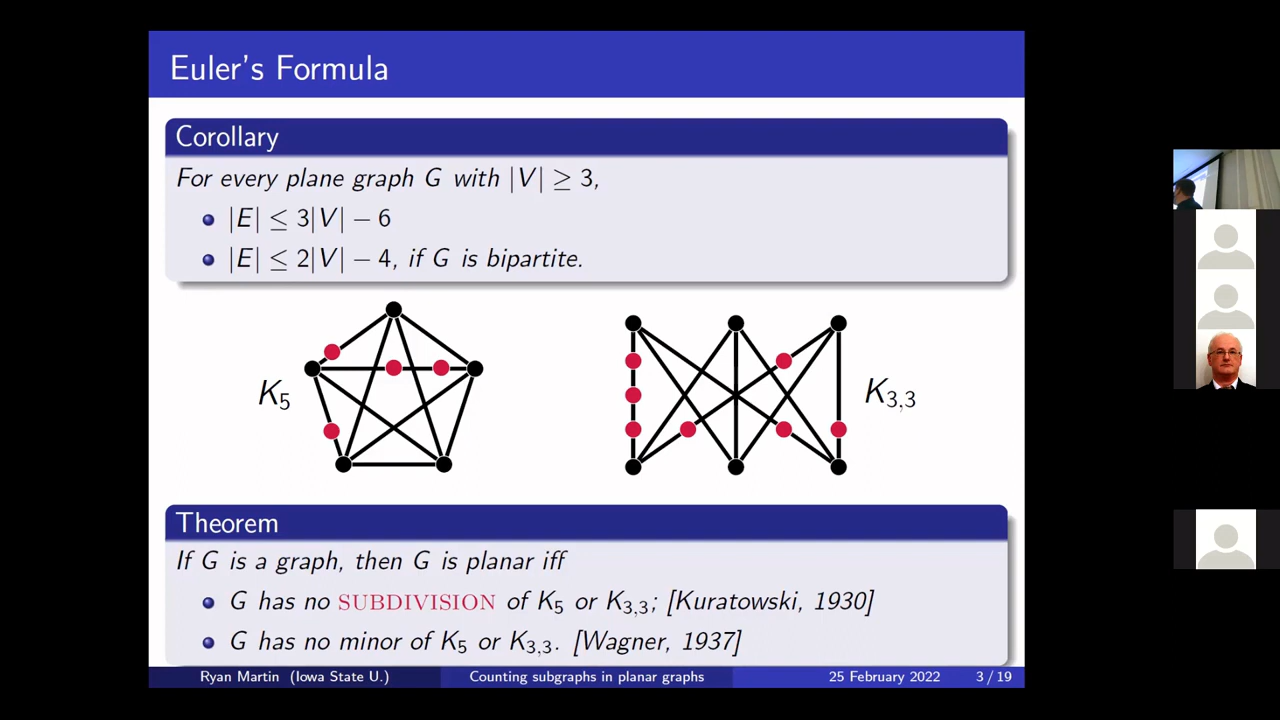 Euler's Formula
Corollary
For every plane graph G with |V| ≥ 3,
|E| ≤ 3|V| − 6
|E| ≤ 2|V| − 4, if G is bipartite.
K₅
K₃,₃
Theorem
If G is a graph, then G is planar iff
G has no SUBDIVISION of K₅ or K₃,₃; [Kuratowski, 1930]
G has no minor of K₅ or K₃,₃. [Wagner, 1937]
Ryan Martin (Iowa State U.) Counting subgraphs in planar graphs 25 February 2022 3 / 19